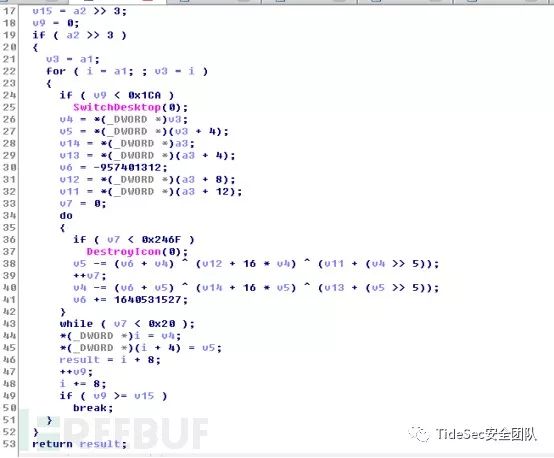 17 v15 = a2 >> 3;
18 v9 = 0;
19 if ( a2 >> 3 )
20 {
21 v3 = a1;
22 for ( i = a1; ; v3 = i )
23 {
24 if ( v9 < 0x1CA )
25 SwitchDesktop(0);
26 v4 = *(_DWORD *)v3;
27 v5 = *(_DWORD *)(v3 + 4);
28 v14 = *(_DWORD *)a3;
29 v13 = *(_DWORD *)(a3 + 4);
30 v6 = -957401312;
31 v12 = *(_DWORD *)(a3 + 8);
32 v11 = *(_DWORD *)(a3 + 12);
33 v7 = 0;
34 do
35 {
36 if ( v7 < 0x246F )
37 DestroyIcon(0);
38 v5 -= (v6 + v4) ^ (v12 + 16 * v4) ^ (v11 + (v4 >> 5));
39 ++v7;
40 v4 -= (v6 + v5) ^ (v14 + 16 * v5) ^ (v13 + (v5 >> 5));
41 v6 += 1640531527;
42 }
43 while ( v7 < 0x20 );
44 *(_DWORD *)i = v4;
45 *(_DWORD *)(i + 4) = v5;
46 result = i + 8;
47 ++v9;
48 i += 8;
49 if ( v9 >= v15 )
50 break;
51 }
52 }
53 return result;
REEBUF
TideSec安全团队